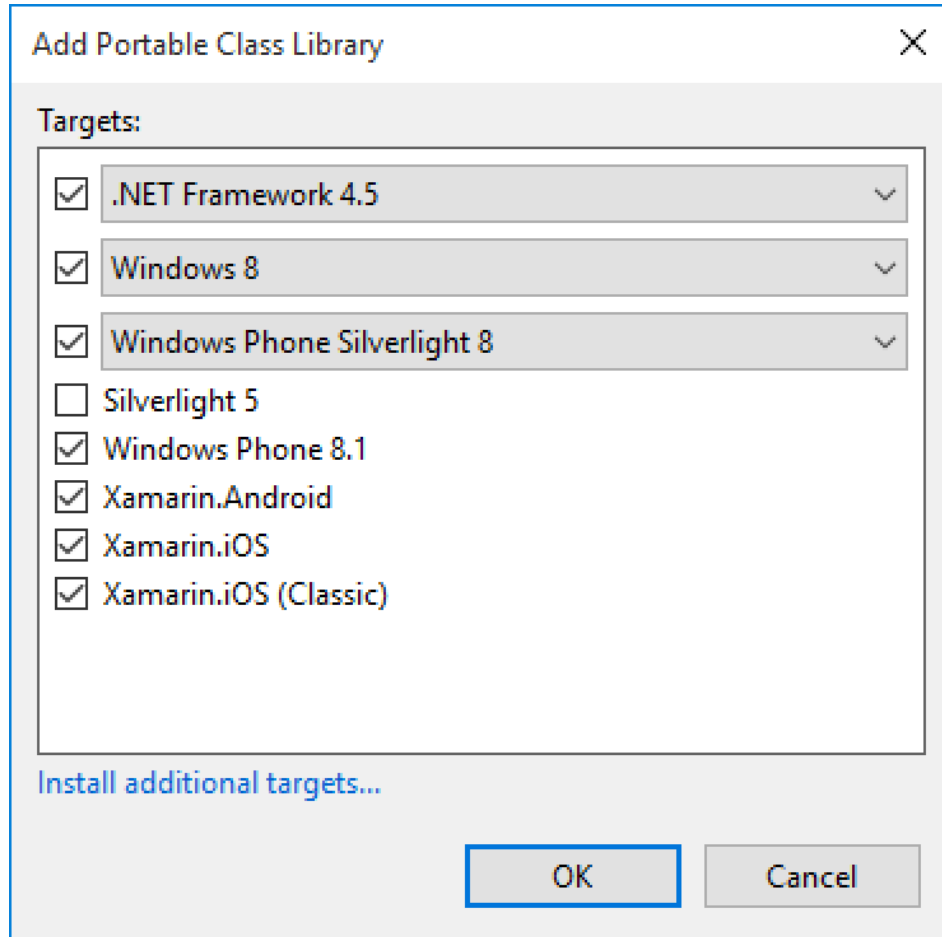 Add Portable Class Library
Targets:
.NET Framework 4.5
Windows 8
Windows Phone Silverlight 8
Silverlight 5
Windows Phone 8.1
Xamarin.Android
Xamarin.iOS
Xamarin.iOS (Classic)
Install additional targets...
OK Cancel